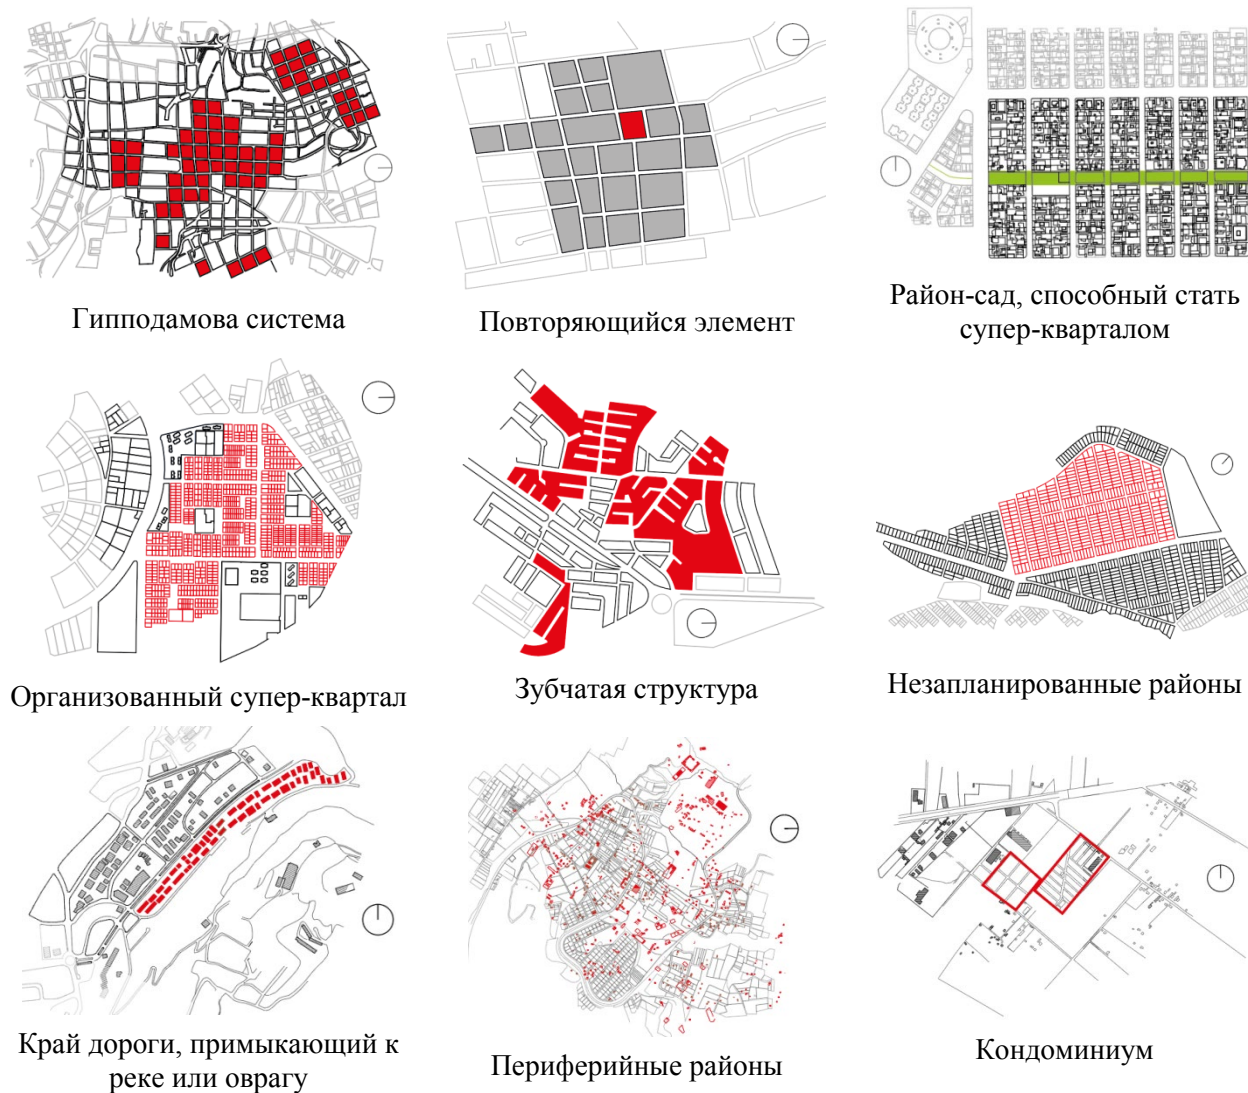 Гипподамова система
Повторяющийся элемент
Район-сад, способный стать
супер-кварталом
Организованный супер-квартал
Зубчатая структура
Незапланированные районы
Край дороги, примыкающий к
реке или оврагу
Периферийные районы
Кондоминиум